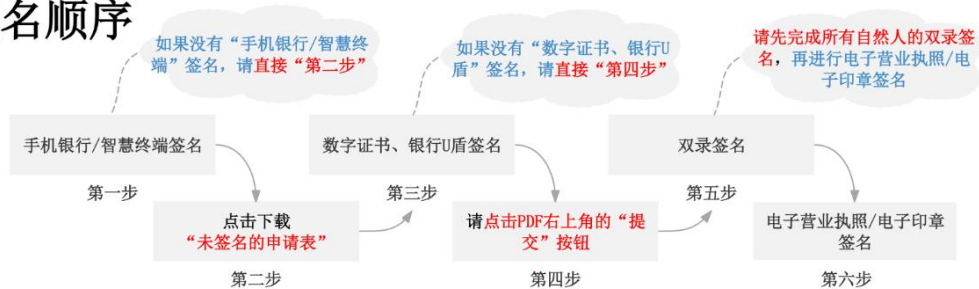 名顺序
如果没有“手机银行/智慧终
端”签名，请直接“第二步”
如果没有“数字证书、银行U
盾”签名，请直接“第四步”
请先完成所有自然人的双录签
名，再进行电子营业执照/电
子印章签名
手机银行/智慧终端签名
数字证书、银行U盾签名
双录签名
第一步
第三步
第五步
点击下载
“未签名的申请表”
请点击PDF右上角的“提
交”按钮
电子营业执照/电子印章
签名
第二步
第四步
第六步